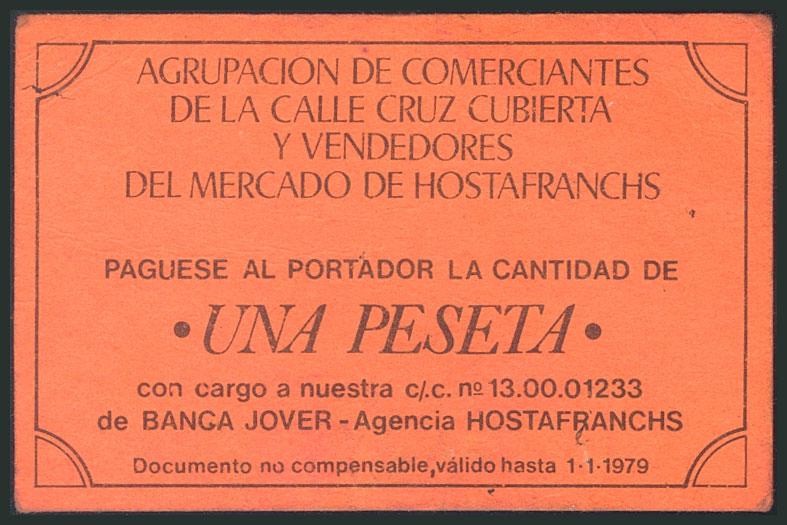 AGRUPACION DE COMERCIANTES
DE LA CALLE CRUZ CUBIERTA
Y VENDEDORES
DEL MERCADO DE HOSTAFRANCHS
PAGUESE AL PORTADOR LA CANTIDAD DE
•UNA PESETA•
con cargo a nuestra c/.c. nº 13.00.01233
de BANCA JOVER - Agencia HOSTAFRANCHS
Documento no compensable, válido hasta 1-1-1979